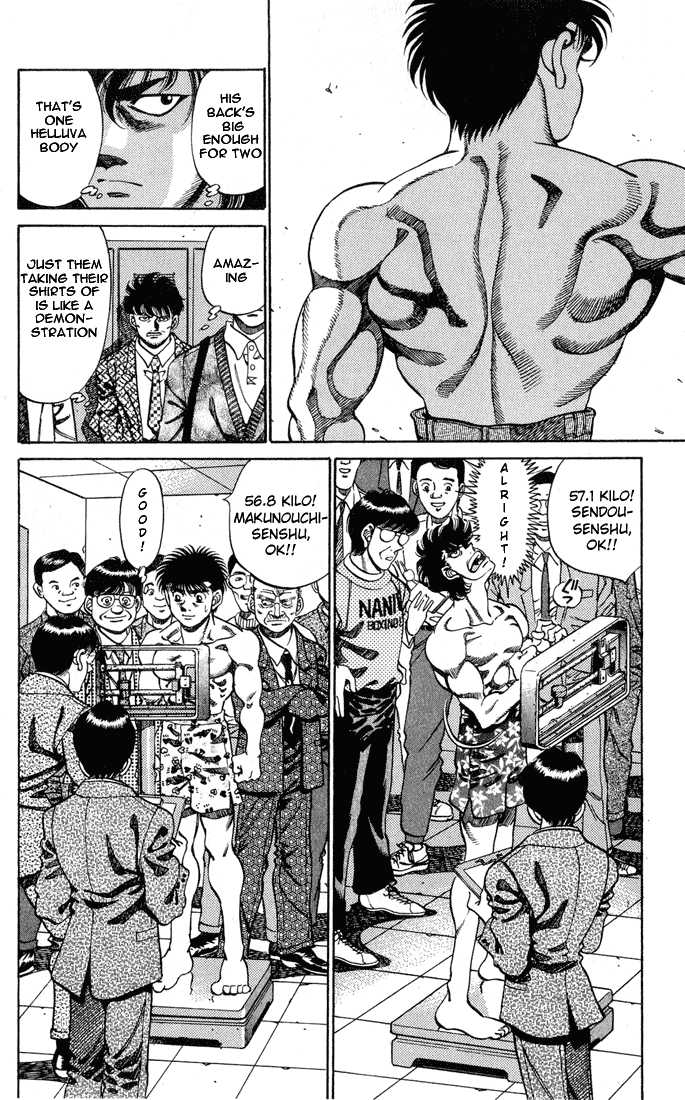 HIS
BACK'S
BIG
ENOUGH
FOR TWO
THAT'S
ONE
HELLUVA
BODY
AMAZ-
ING
JUST THEM
TAKING THEIR
SHIRTS OF
IS LIKE A
DEMON-
STRATION
57.1 KILO!
SENDOU-
SENSHU,
OK!!
ALRIGHT!
NANI
BOXING
56.8 KILO!
MAKUNOUCHI-
SENSHU,
OK!!
GOOD!